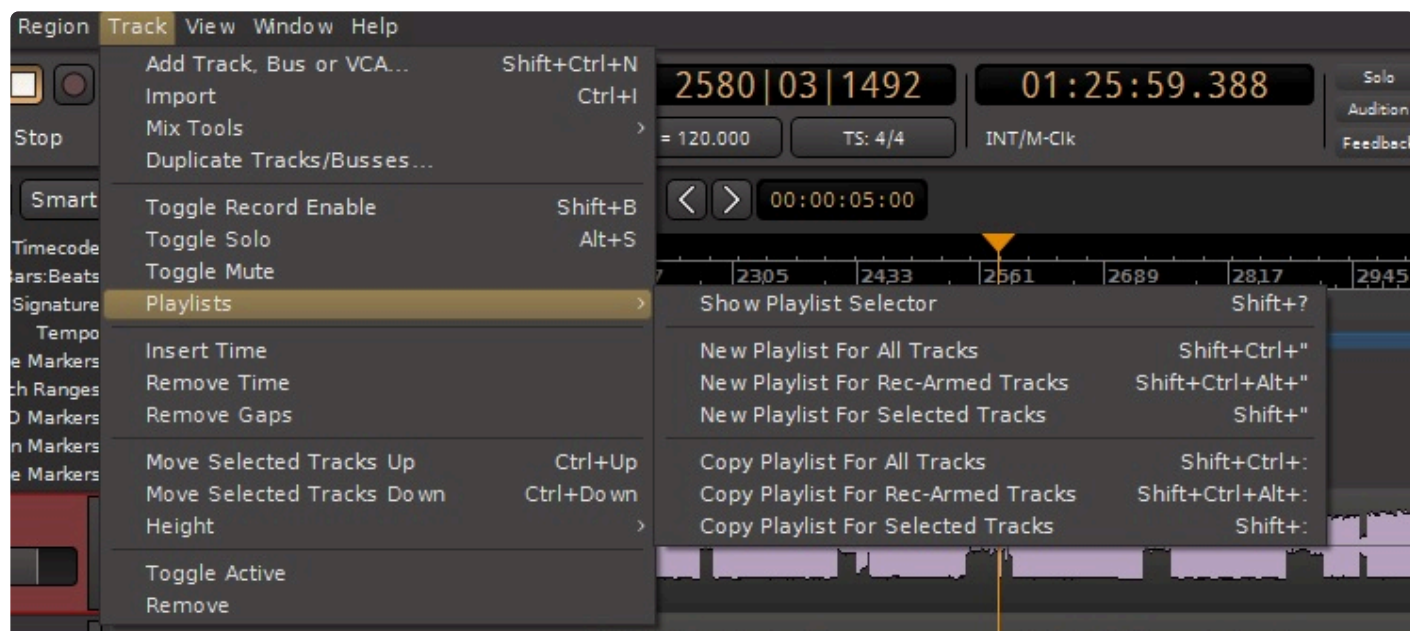 Region Track View Window Help
Add Track, Bus or VCA... Shift+Ctrl+N
Import Ctrl+I
Mix Tools >
Duplicate Tracks/Busses...
Toggle Record Enable Shift+B
Toggle Solo Alt+S
Toggle Mute
Playlists >
Insert Time
Remove Time
Remove Gaps
Move Selected Tracks Up Ctrl+Up
Move Selected Tracks Down Ctrl+Down
Height >
Toggle Active
Remove
Show Playlist Selector Shift+?
New Playlist For All Tracks Shift+Ctrl+"
New Playlist For Rec-Armed Tracks Shift+Ctrl+Alt+"
New Playlist For Selected Tracks Shift+"
Copy Playlist For All Tracks Shift+Ctrl+:
Copy Playlist For Rec-Armed Tracks Shift+Ctrl+Alt+:
Copy Playlist For Selected Tracks Shift+:
2580|03|1492
01:25:59.388
= 120.000
TS: 4/4
INT/M-Clk
Solo
Audition
Feedback
Stop
Smart
< >
00:00:05:00
Timecode
Bars:Beats
Signature
Tempo
Markers
Ranges
Markers
Markers
Markers
2305 2433 2561 2689 2817 2945